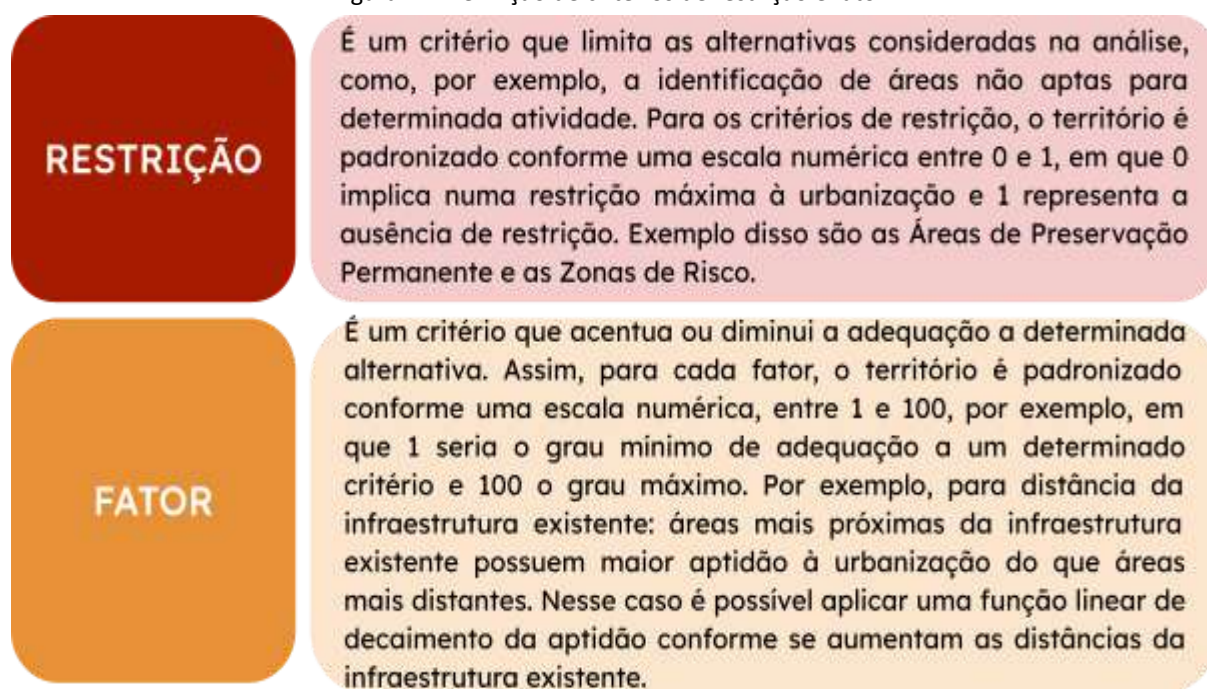 RESTRIÇÃO
É um critério que limita as alternativas consideradas na análise,
como, por exemplo, a identificação de áreas não aptas para
determinada atividade. Para os critérios de restrição, o território é
padronizado conforme uma escala numérica entre 0 e 1, em que 0
implica numa restrição máxima à urbanização e 1 representa a
ausência de restrição. Exemplo disso são as Áreas de Preservação
Permanente e as Zonas de Risco.
FATOR
É um critério que acentua ou diminui a adequação a determinada
alternativa. Assim, para cada fator, o território é padronizado
conforme uma escala numérica, entre 1 e 100, por exemplo, em
que 1 seria o grau mínimo de adequação a um determinado
critério e 100 o grau máximo. Por exemplo, para distância da
infraestrutura existente: áreas mais próximas da infraestrutura
existente possuem maior aptidão à urbanização do que áreas
mais distantes. Nesse caso é possível aplicar uma função linear de
decaimento da aptidão conforme se aumentam as distâncias da
infraestrutura existente.